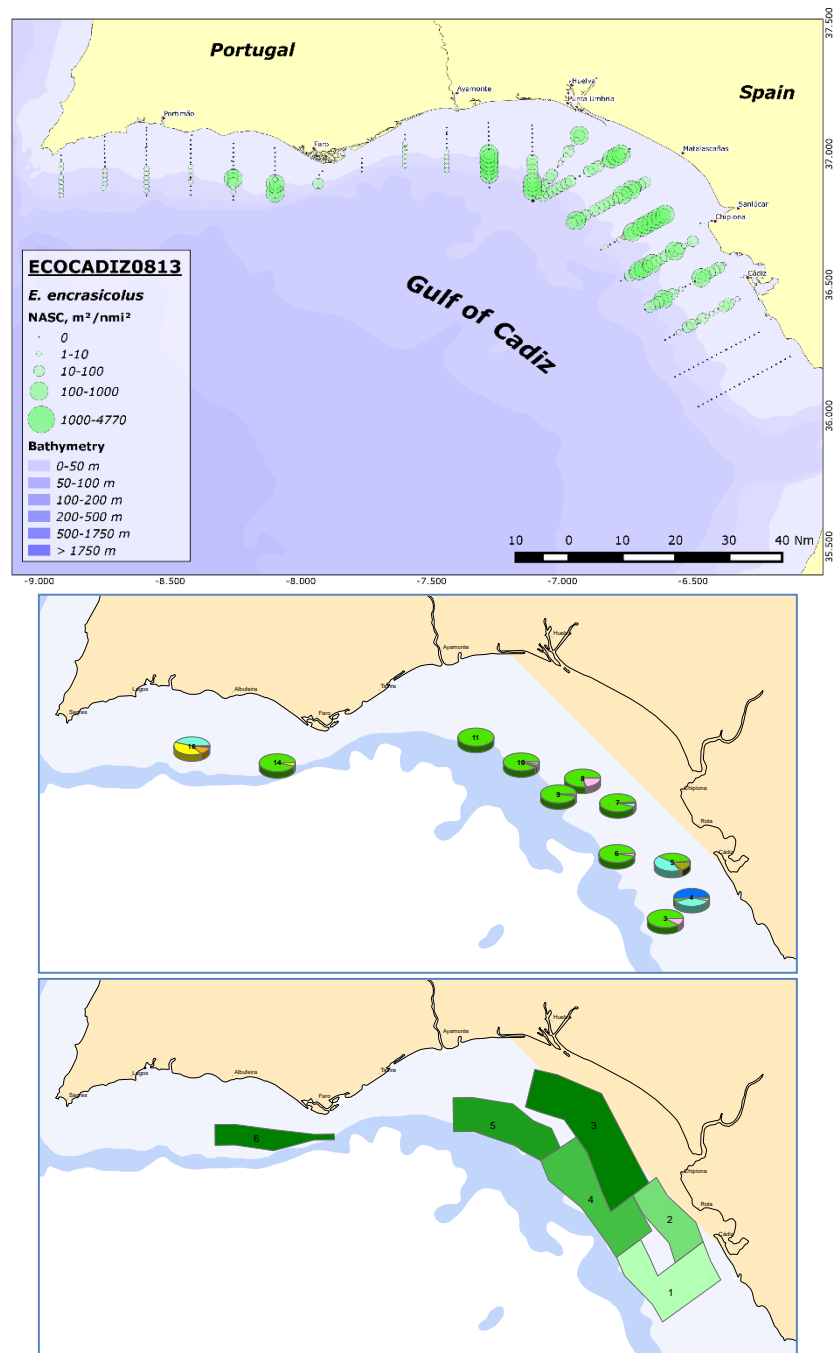 37.500
Portugal
Huelva
Ayamonte
Punta Umbria
Spain
Portimão
Faro
Matalascañas
37.000
Sanlúcar
Chipiona
ECOCADIZ0813
E. encrasicolus
NASC, m²/nmi²
0
1-10
10-100
100-1000
1000-4770
Bathymetry
0-50 m
50-100 m
100-200 m
200-500 m
500-1750 m
> 1750 m
Gulf of Cadiz
Cádiz
36.500
36.000
35.500
10 0 10 20 30 40 Nm
-9.000 -8.500 -8.000 -7.500 -7.000 -6.500
Huelva
Ayamonte
Lagos
Albufeira
Tavira
Sagres
Faro
16
14
11
10
9
8
7
6
5
4
3
Chipiona
Rota
Cádiz
Huelva
Ayamonte
Lagos
Albufeira
Tavira
Sagres
Faro
6
5
3
4
2
1
Chipiona
Rota
Cádiz